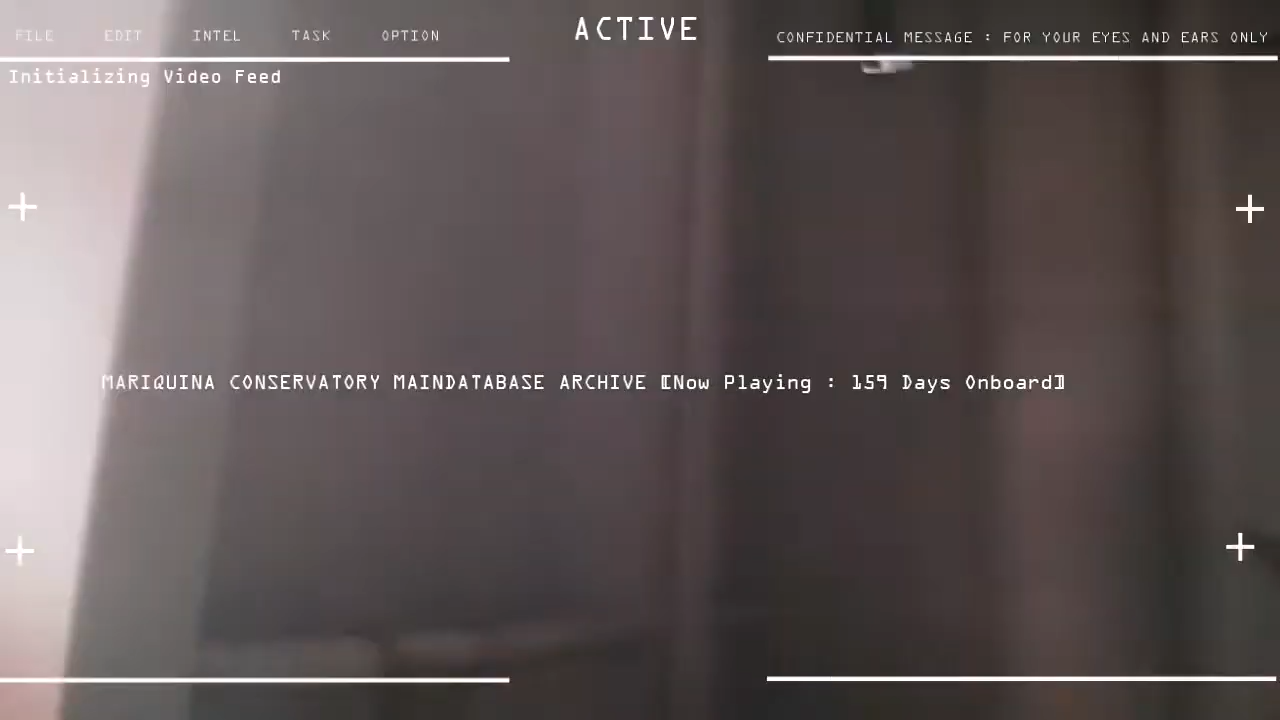 FILE EDIT INTEL TASK OPTION
ACTIVE
CONFIDENTIAL MESSAGE : FOR YOUR EYES AND EARS ONLY
Initializing Video Feed
MARIQUINA CONSERVATORY MAINDATABASE ARCHIVE [Now Playing : 159 Days Onboard]